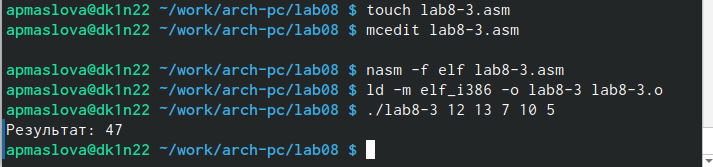 apmaslova@dk1n22 ~/work/arch-pc/lab08 $ touch lab8-3.asm
apmaslova@dk1n22 ~/work/arch-pc/lab08 $ mcedit lab8-3.asm
apmaslova@dk1n22 ~/work/arch-pc/lab08 $ nasm -f elf lab8-3.asm
apmaslova@dk1n22 ~/work/arch-pc/lab08 $ ld -m elf_i386 -o lab8-3 lab8-3.o
apmaslova@dk1n22 ~/work/arch-pc/lab08 $ ./lab8-3 12 13 7 10 5
Результат: 47
apmaslova@dk1n22 ~/work/arch-pc/lab08 $